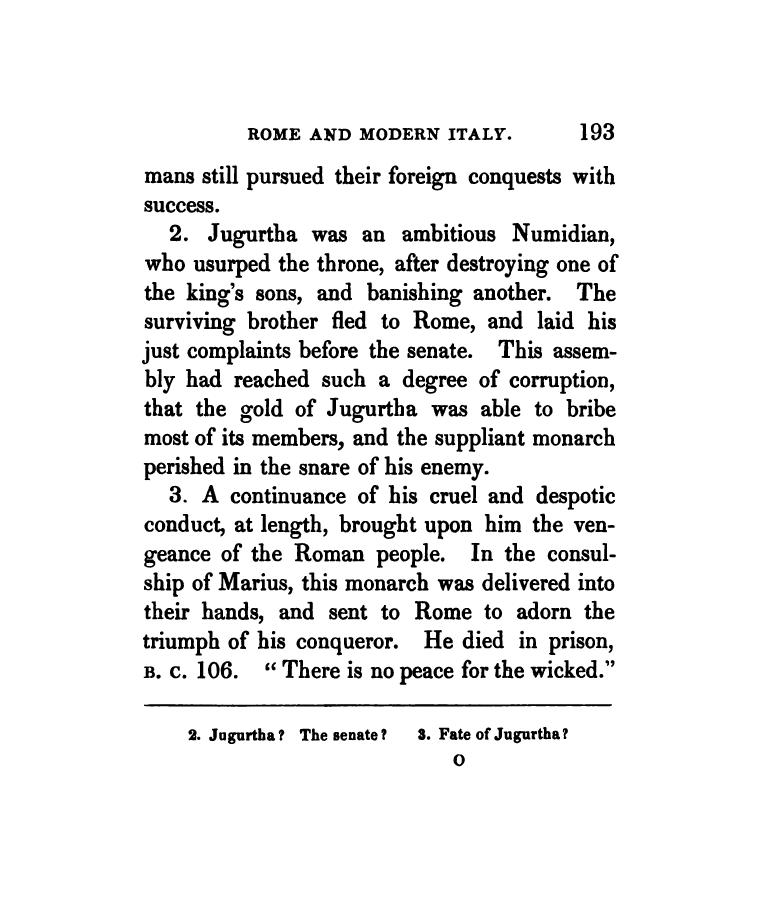 ROME AND MODERN ITALY. 193
mans still pursued their foreign conquests with
success.
2. Jugurtha was an ambitious Numidian,
who usurped the throne, after destroying one of
the king's sons, and banishing another. The
surviving brother fled to Rome, and laid his
just complaints before the senate. This assem-
bly had reached such a degree of corruption,
that the gold of Jugurtha was able to bribe
most of its members, and the suppliant monarch
perished in the snare of his enemy.
3. A continuance of his cruel and despotic
conduct, at length, brought upon him the ven-
geance of the Roman people. In the consul-
ship of Marius, this monarch was delivered into
their hands, and sent to Rome to adorn the
triumph of his conqueror. He died in prison,
B. C. 106. “There is no peace for the wicked.”
2. Jugurtha? The senate? 3. Fate of Jugurtha?
O